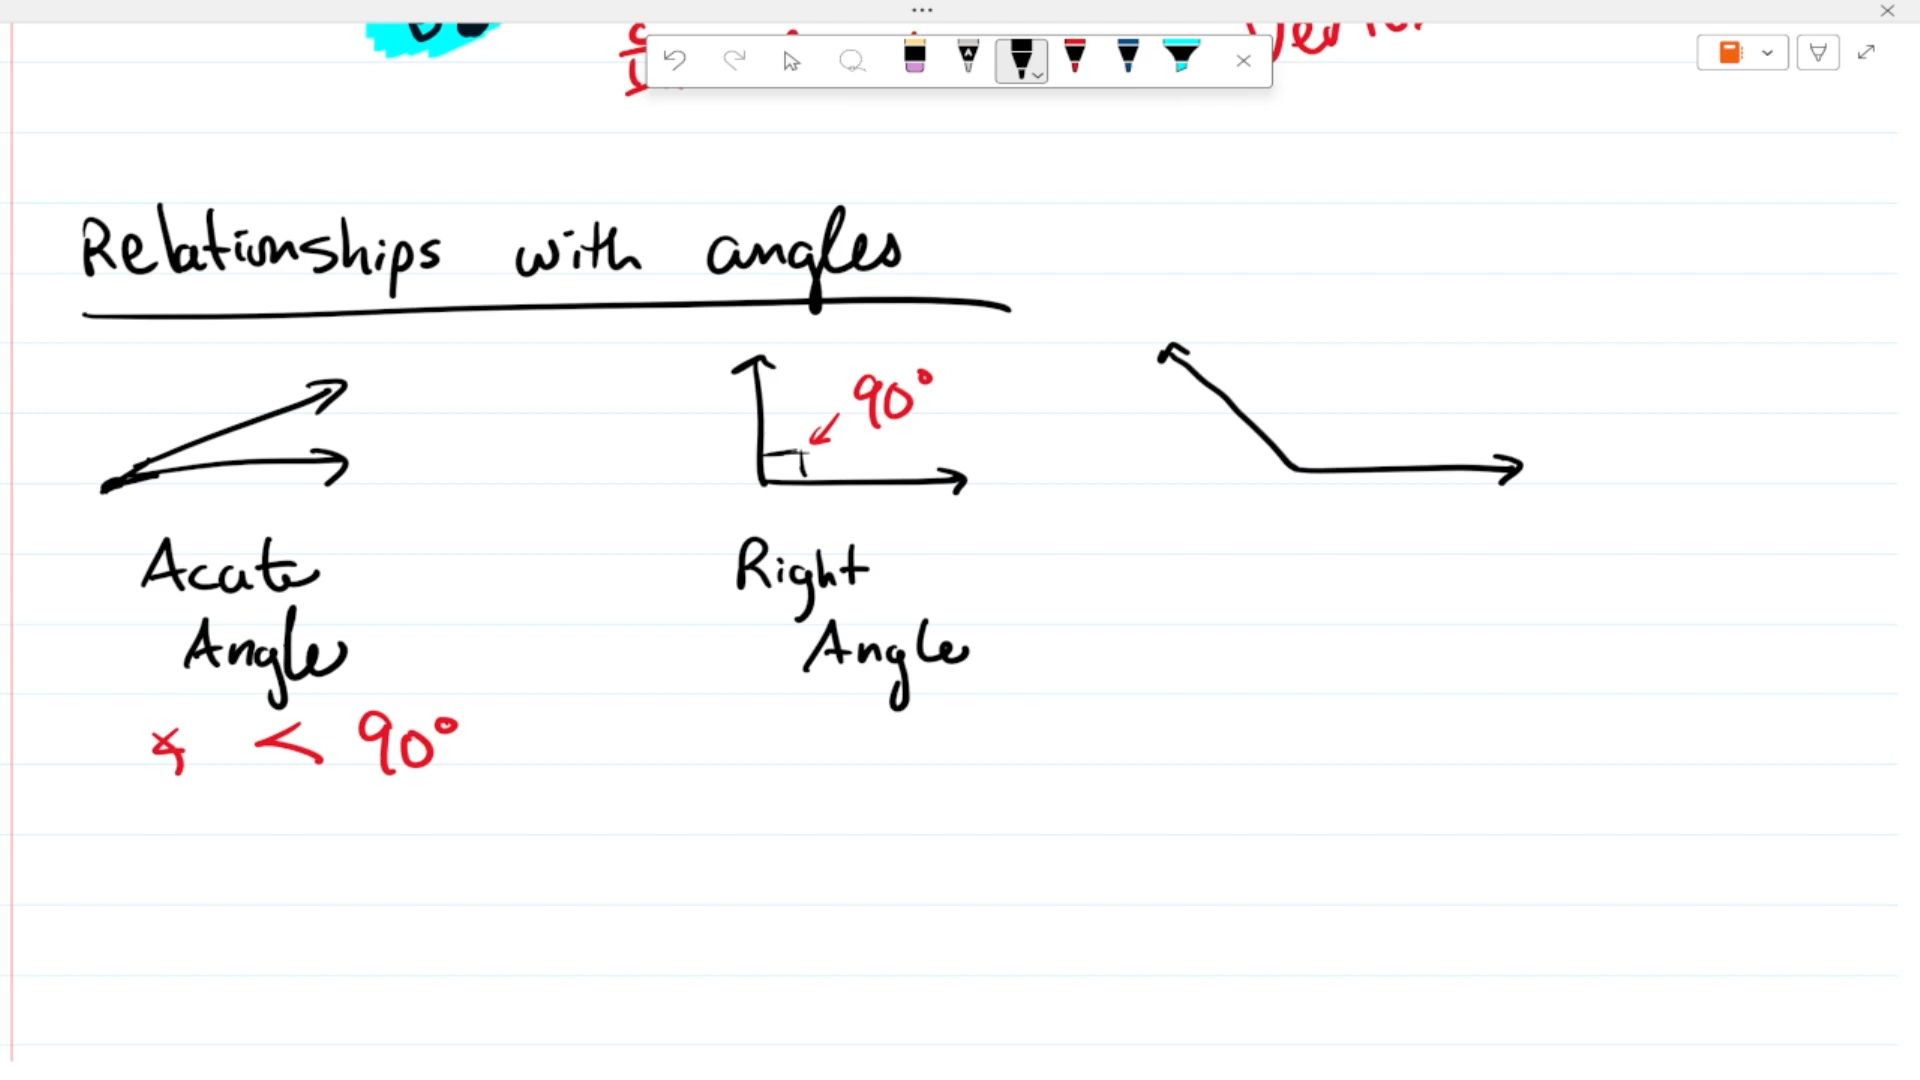 Relationships with angles
90°
Acute
Angle
Right
Angle
∡ < 90°